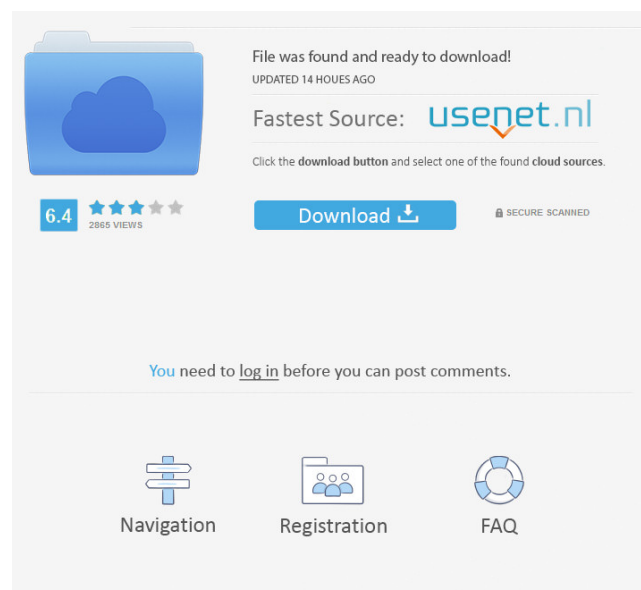 File was found and ready to download!
UPDATED 14 HOUES AGO
Fastest Source: usenet.nl
Click the download button and select one of the found cloud sources.
6.4
2865 VIEWS
Download
SECURE SCANNED
You need to log in before you can post comments.
Navigation
Registration
FAQ